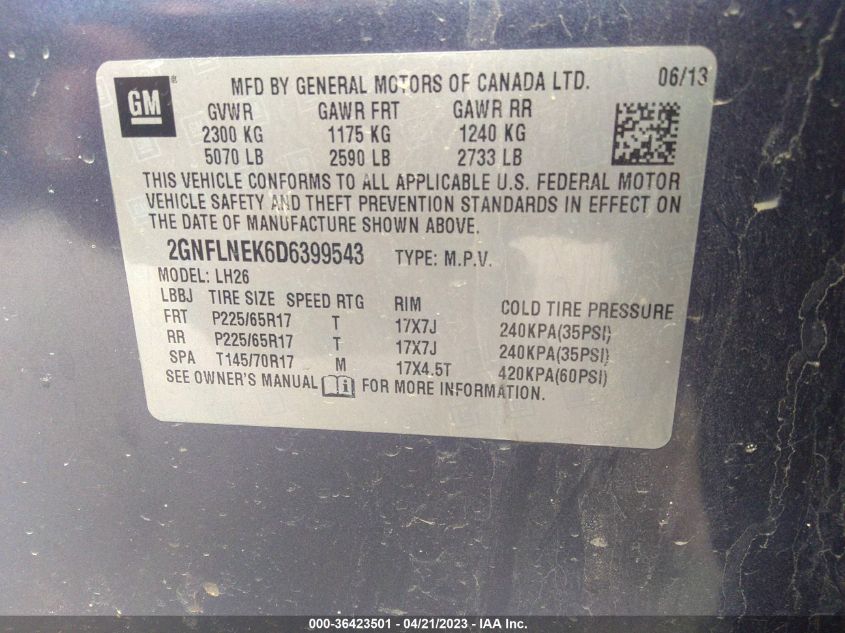 GM ® MFD BY GENERAL MOTORS OF CANADA LTD. 06/13
GVWR GAWR FRT GAWR RR
2300 KG 1175 KG 1240 KG
5070 LB 2590 LB 2733 LB
THIS VEHICLE CONFORMS TO ALL APPLICABLE U.S. FEDERAL MOTOR
VEHICLE SAFETY AND THEFT PREVENTION STANDARDS IN EFFECT ON
THE DATE OF MANUFACTURE SHOWN ABOVE.
2GNFLNEK6D6399543 TYPE: M.P.V.
MODEL: LH26
LBBJ TIRE SIZE SPEED RTG RIM COLD TIRE PRESSURE
FRT P225/65R17 T 17X7J 240KPA(35PSI)
RR P225/65R17 T 17X7J 240KPA(35PSI)
SPA T145/70R17 M 17X4.5T 420KPA(60PSI)
SEE OWNER'S MANUAL FOR MORE INFORMATION.
000-36423501 - 04/21/2023 - IAA Inc.